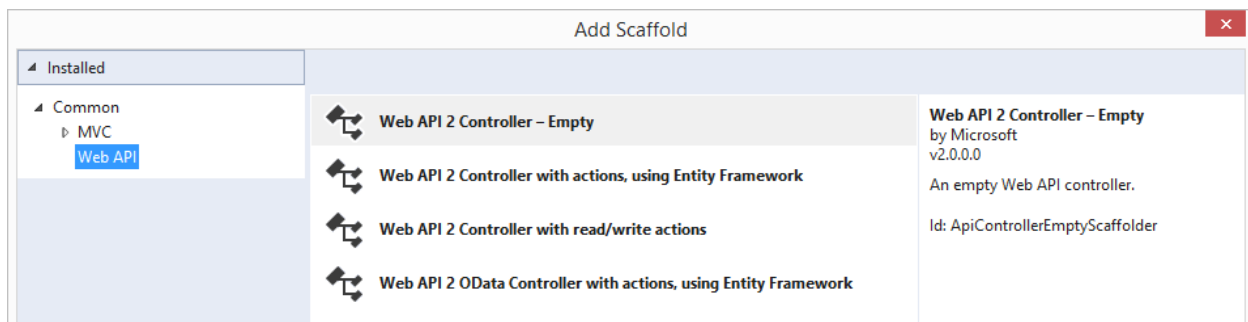 Add Scaffold
Installed
Common
MVC
Web API
Web API 2 Controller – Empty
Web API 2 Controller with actions, using Entity Framework
Web API 2 Controller with read/write actions
Web API 2 OData Controller with actions, using Entity Framework
Web API 2 Controller – Empty
by Microsoft
v2.0.0.0
An empty Web API controller.
Id: ApiControllerEmptyScaffolder